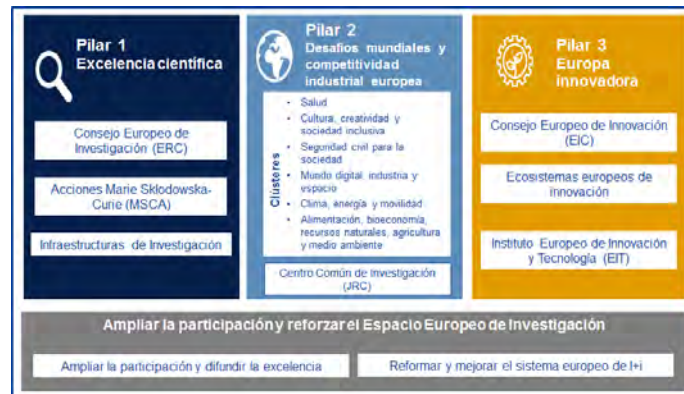 Pilar 1
Excelencia científica
Consejo Europeo de
Investigación (ERC)
Acciones Marie Skłodowska-
Curie (MSCA)
Infraestructuras de Investigación
Pilar 2
Desafíos mundiales y
competitividad
industrial europea
Clústeres
• Salud
• Cultura, creatividad y
sociedad inclusiva
• Seguridad civil para la
sociedad
• Mundo digital, industria y
espacio
• Clima, energía y movilidad
• Alimentación, bioeconomía,
recursos naturales, agricultura
y medio ambiente
Centro Común de Investigación
(JRC)
Pilar 3
Europa
innovadora
Consejo Europeo de Innovación
(EIC)
Ecosistemas europeos de
innovación
Instituto Europeo de Innovación
y Tecnología (EIT)
Ampliar la participación y reforzar el Espacio Europeo de Investigación
Ampliar la participación y difundir la excelencia
Reformar y mejorar el sistema europeo de I+i